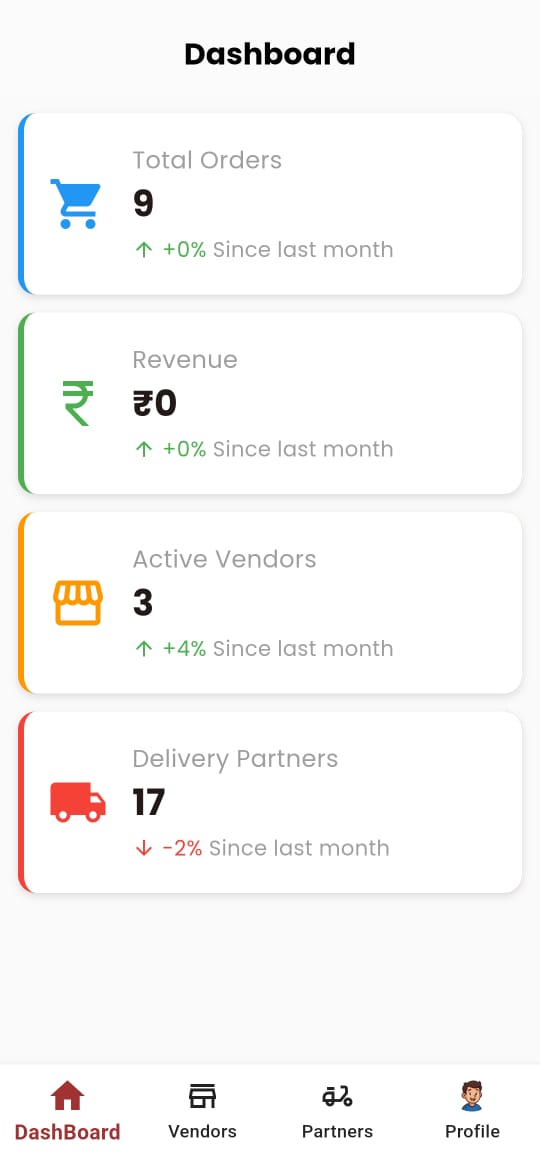 Dashboard
Total Orders
9
↑ +0% Since last month
Revenue
₹0
↑ +0% Since last month
Active Vendors
3
↑ +4% Since last month
Delivery Partners
17
↓ -2% Since last month
DashBoard Vendors Partners Profile